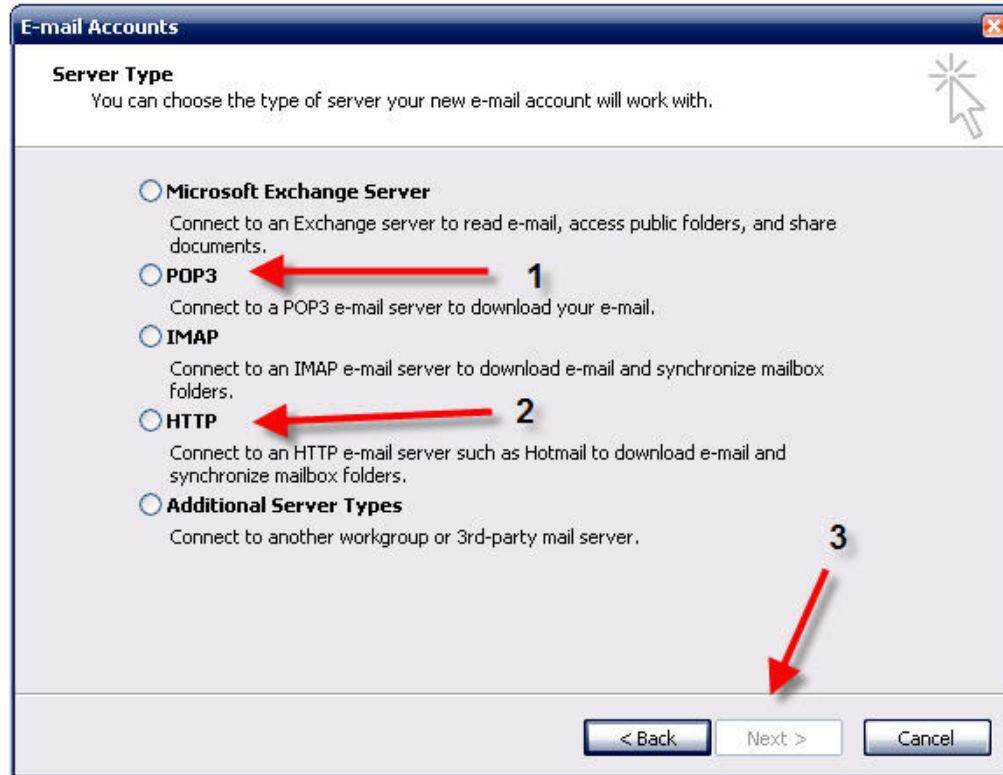 E-mail Accounts
Server Type
You can choose the type of server your new e-mail account will work with.
Microsoft Exchange Server
Connect to an Exchange server to read e-mail, access public folders, and share
documents.
POP3
1
Connect to a POP3 e-mail server to download your e-mail.
IMAP
Connect to an IMAP e-mail server to download e-mail and synchronize mailbox
folders.
HTTP
2
Connect to an HTTP e-mail server such as Hotmail to download e-mail and
synchronize mailbox folders.
Additional Server Types
Connect to another workgroup or 3rd-party mail server.
3
< Back Next > Cancel